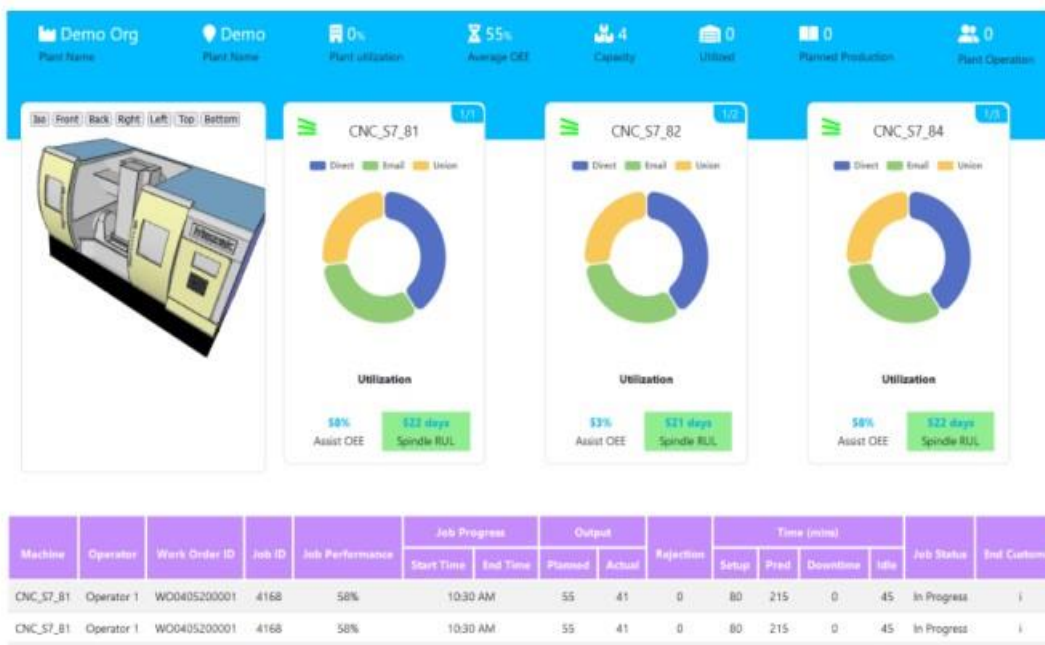 Demo Org
Plant Name
Demo
Plant Name
0%
Plant utilization
55%
Average OEE
4
Capacity
0
Utilized
0
Planned Production
0
Plant Operation
Iso Front Back Right Left Top Bottom
1/1
CNC_S7_81
Direct Email Union
Utilization
58%
Assist OEE
522 days
Spindle RUL
1/2
CNC_S7_82
Direct Email Union
Utilization
53%
Assist OEE
521 days
Spindle RUL
1/3
CNC_S7_84
Direct Email Union
Utilization
58%
Assist OEE
522 days
Spindle RUL
Machine Operator Work Order ID Job ID Job Performance Job Progress Output Rejection Time (mins) Job Status End Custom
Start Time End Time Planned Actual Setup Pred Downtime Idle
CNC_S7_81 Operator 1 WO0405200001 4168 58% 10:30 AM 55 41 0 80 215 0 45 In Progress i
CNC_S7_81 Operator 1 WO0405200001 4168 58% 10:30 AM 55 41 0 80 215 0 45 In Progress i